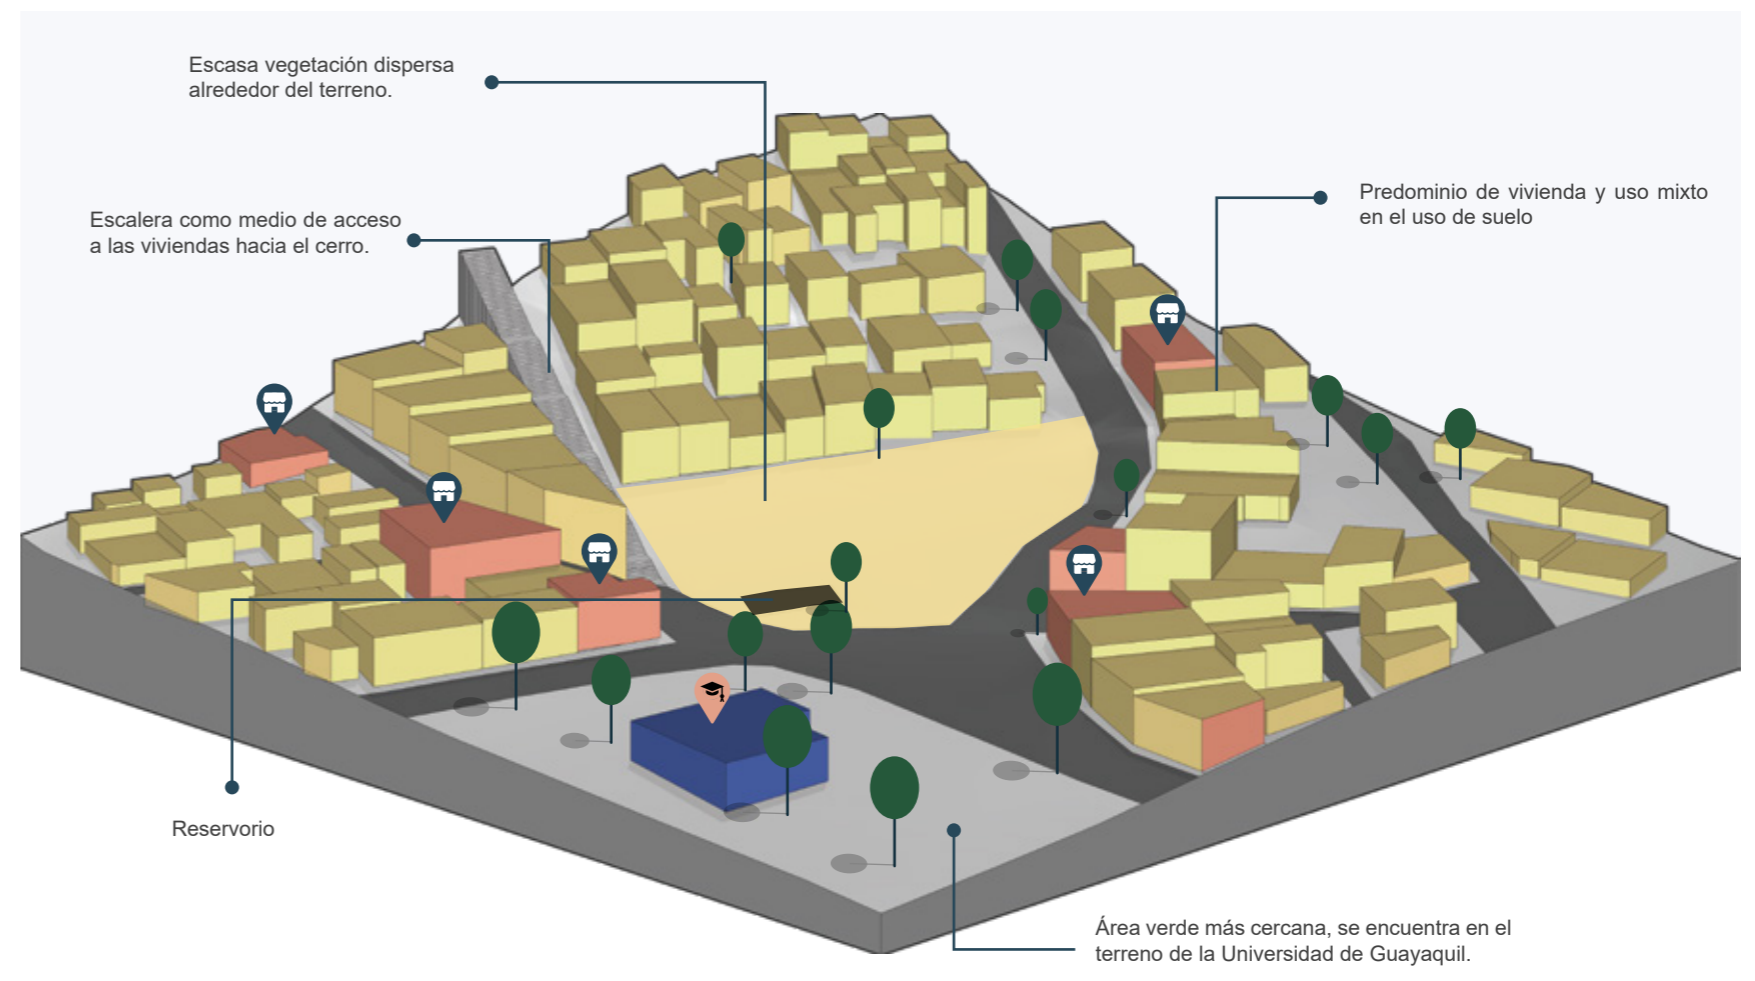 Escasa vegetación dispersa
alrededor del terreno.
Escalera como medio de acceso
a las viviendas hacia el cerro.
Predominio de vivienda y uso mixto
en el uso de suelo
Reservorio
Área verde más cercana, se encuentra en el
terreno de la Universidad de Guayaquil.